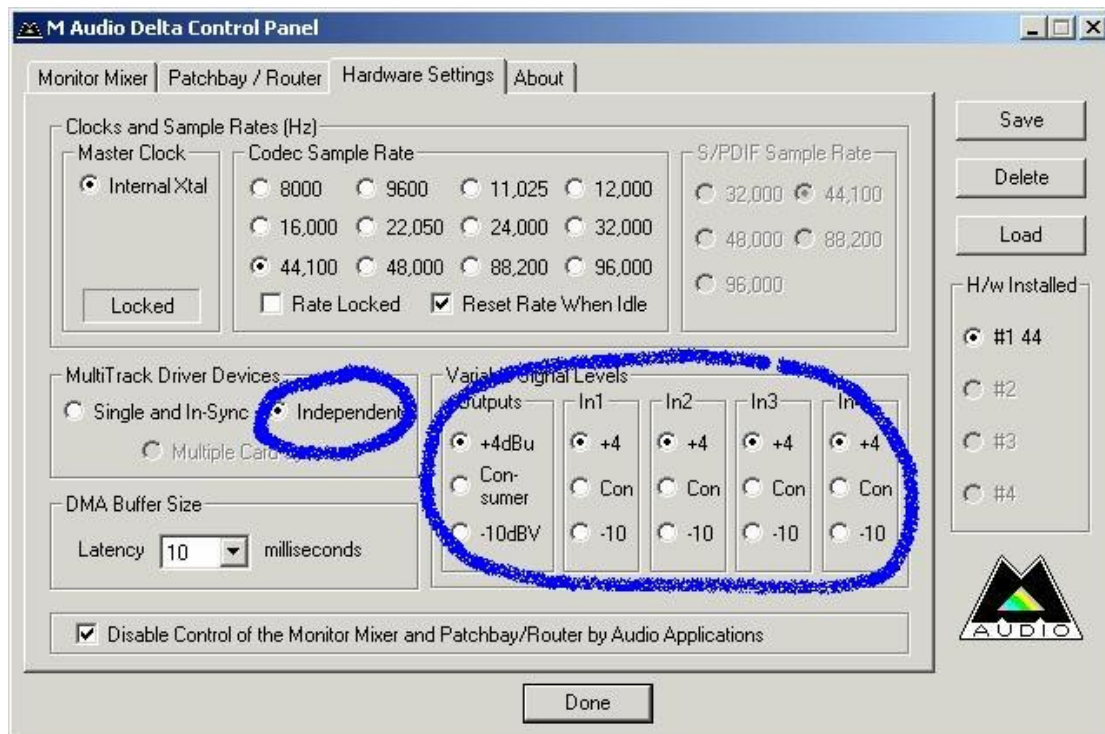 M Audio Delta Control Panel
Monitor Mixer Patchbay / Router Hardware Settings About
Clocks and Sample Rates (Hz)
Master Clock
Internal Xtal
Locked
Codec Sample Rate
8000 9600 11,025 12,000
16,000 22,050 24,000 32,000
44,100 48,000 88,200 96,000
Rate Locked Reset Rate When Idle
S/PDIF Sample Rate
32,000 44,100
48,000 88,200
96,000
MultiTrack Driver Devices
Single and In-Sync Independent
Multiple Card
DMA Buffer Size
Latency 10 milliseconds
Variable Signal Levels
Outputs
+4dBu
Con-
sumer
-10dBV
In1
+4
Con
-10
In2
+4
Con
-10
In3
+4
Con
-10
+4
Con
-10
Disable Control of the Monitor Mixer and Patchbay/Router by Audio Applications
Save
Delete
Load
H/w Installed
#1 44
#2
#3
#4
AUDIO
Done